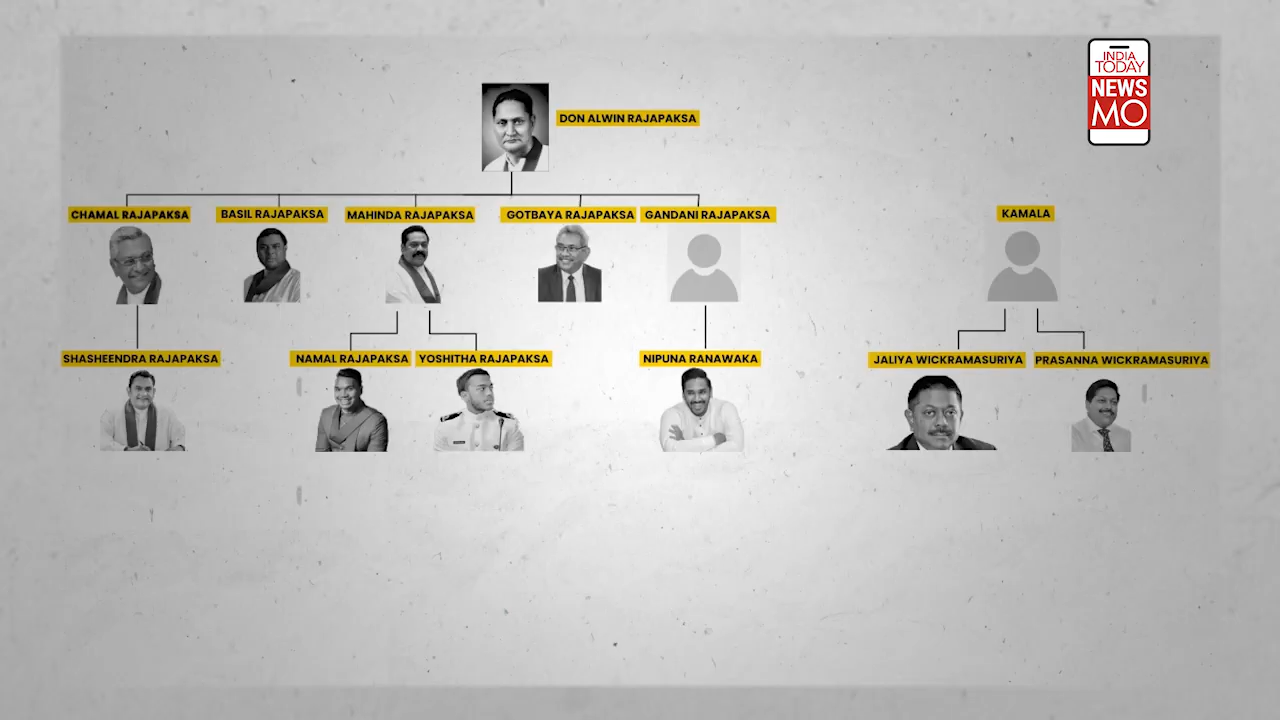 INDIA
TODAY
NEWS
MO
DON ALWIN RAJAPAKSA
CHAMAL RAJAPAKSA
BASIL RAJAPAKSA
MAHINDA RAJAPAKSA
GOTBAYA RAJAPAKSA
GANDANI RAJAPAKSA
KAMALA
SHASHEENDRA RAJAPAKSA
NAMAL RAJAPAKSA
YOSHITHA RAJAPAKSA
NIPUNA RANAWAKA
JALIYA WICKRAMASURIYA
PRASANNA WICKRAMASURIYA